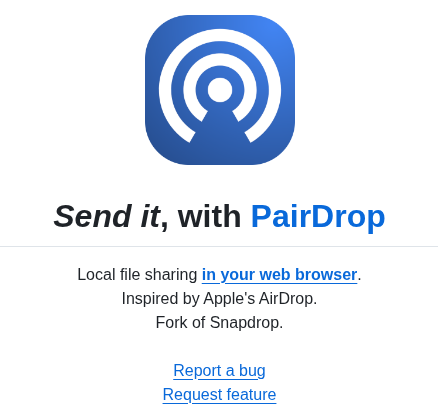 Send it, with PairDrop
Local file sharing in your web browser.
Inspired by Apple's AirDrop.
Fork of Snapdrop.
Report a bug
Request feature